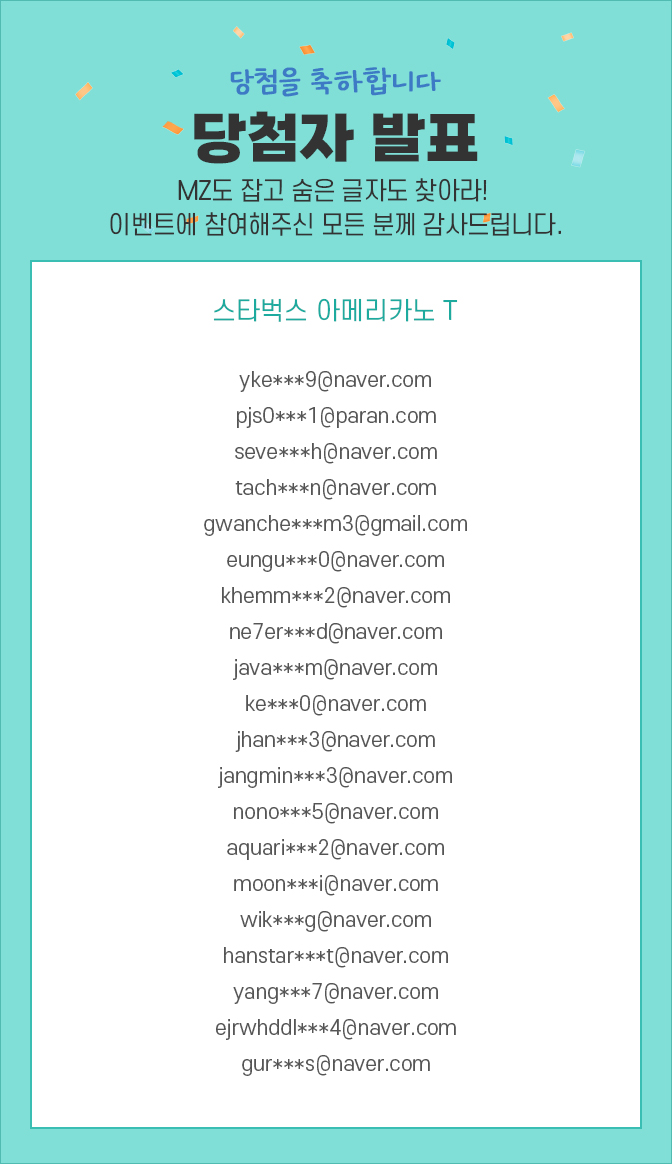 당첨을 축하합니다
당첨자 발표
MZ도 잡고 숨은 글자도 찾아라!
이벤트에 참여해주신 모든 분께 감사드립니다.
스타벅스 아메리카노 T
yke***9@naver.com
pjs0***1@paran.com
seve***h@naver.com
tach***n@naver.com
gwanche***m3@gmail.com
eungu***0@naver.com
khemm***2@naver.com
ne7er***d@naver.com
java***m@naver.com
ke***0@naver.com
jhan***3@naver.com
jangmin***3@naver.com
nono***5@naver.com
aquari***2@naver.com
moon***i@naver.com
wik***g@naver.com
hanstar***t@naver.com
yang***7@naver.com
ejrwhddl***4@naver.com
gur***s@naver.com